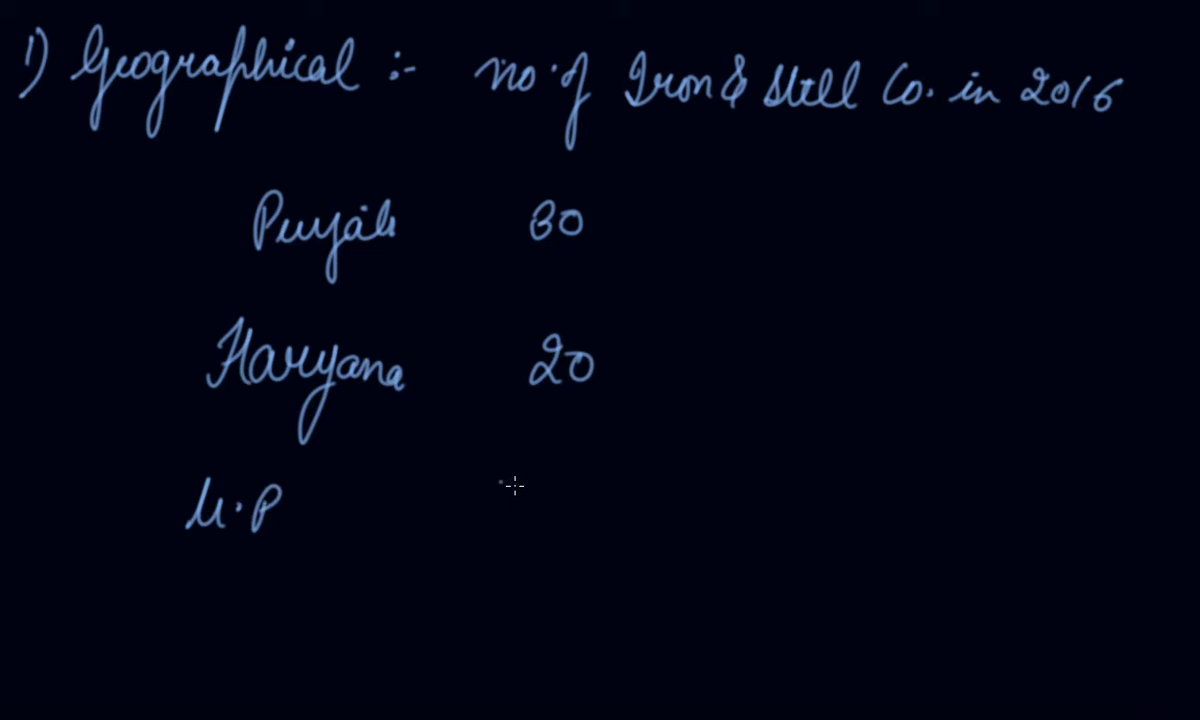 1) Geographical :- no. of Iron & Steel Co. in 2016
Punjab 30
Haryana 20
U.P